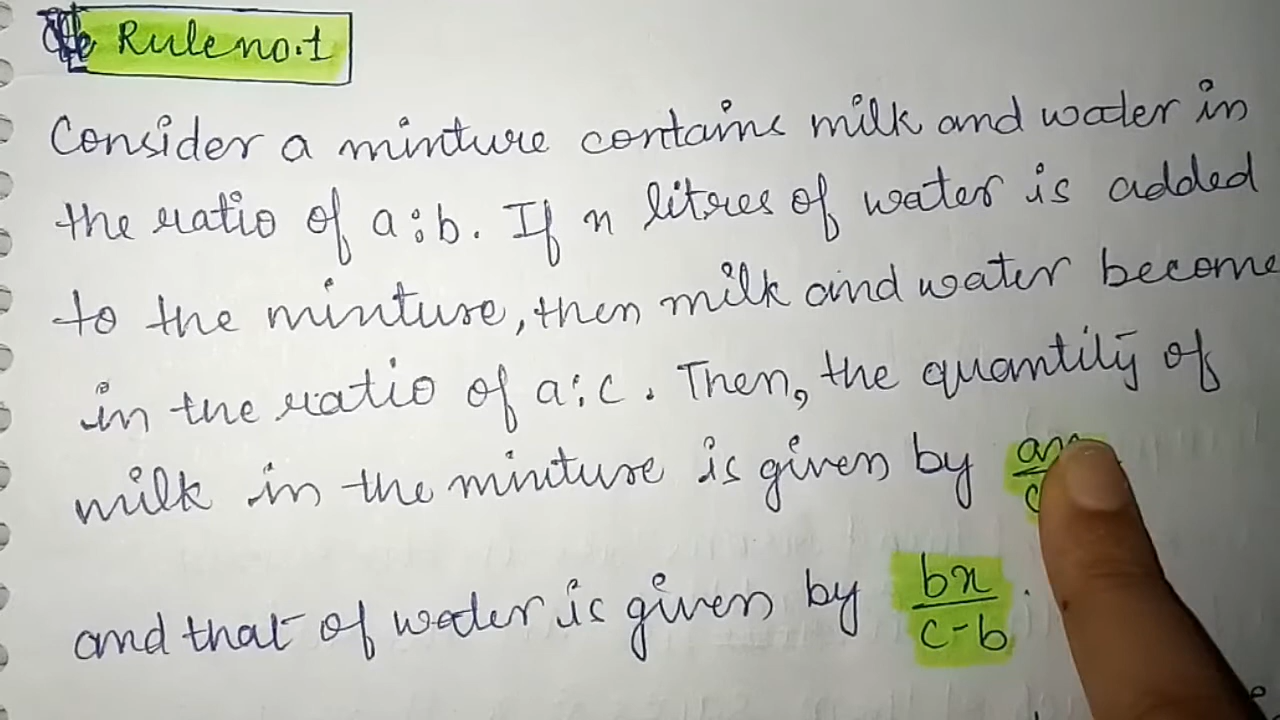 Rule no.1
Consider a mixture contains milk and water in
the ratio of a:b. If x litres of water is added
to the mixture, then milk and water become
in the ratio of a:c. Then, the quantity of
milk in the mixture is given by
and that of water is given by bx/c-b.